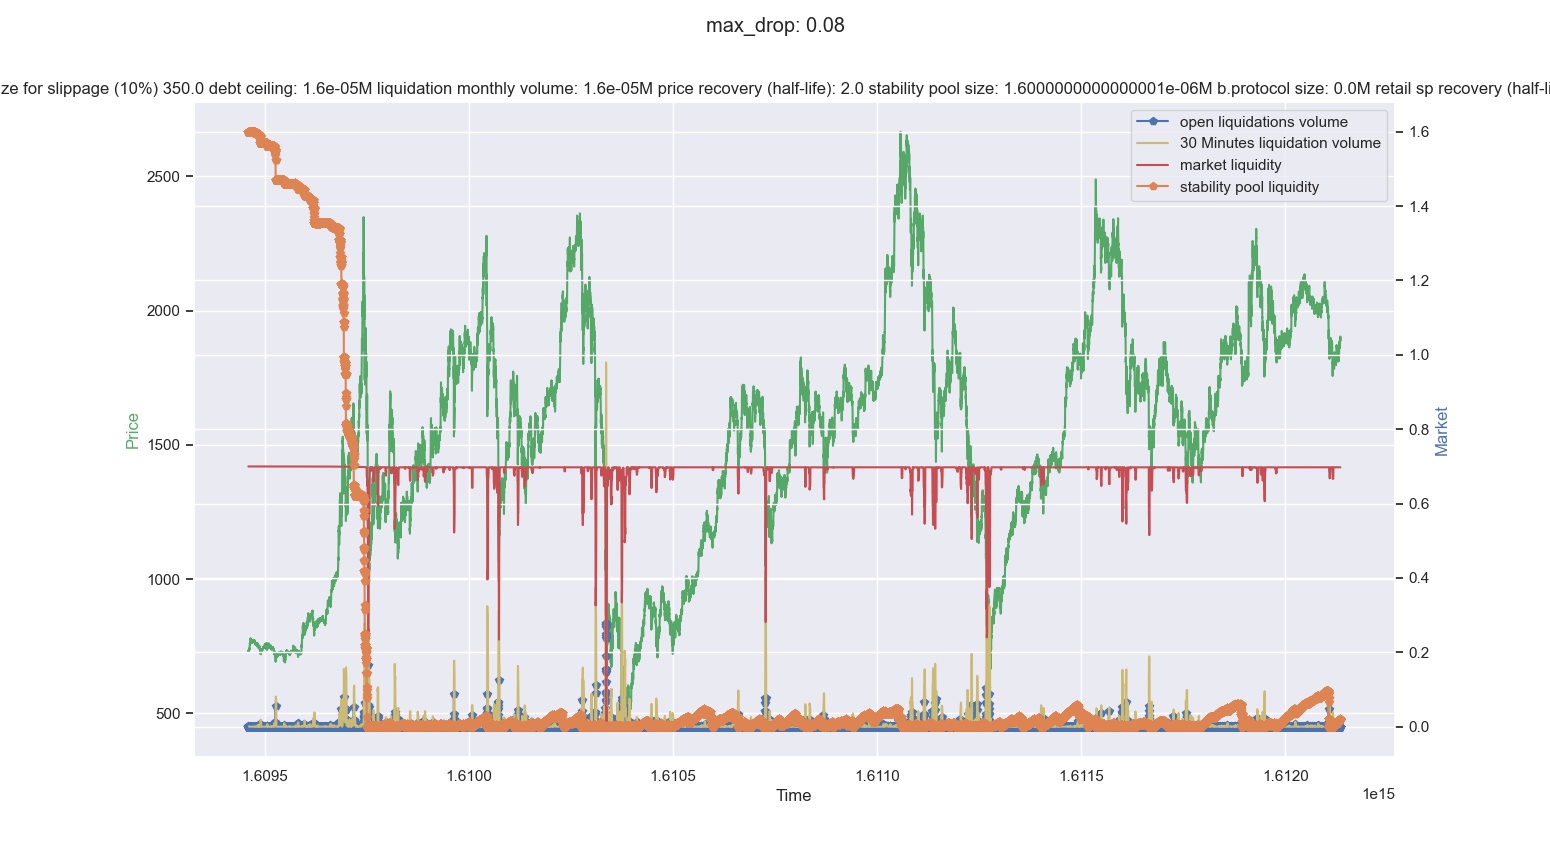 max_drop: 0.08
ze for slippage (10%) 350.0 debt ceiling: 1.6e-05M liquidation monthly volume: 1.6e-05M price recovery (half-life): 2.0 stability pool size: 1.6000000000000001e-06M b.protocol size: 0.0M retail sp recovery (half-li
open liquidations volume
30 Minutes liquidation volume
market liquidity
stability pool liquidity
2500
2000
1500
1000
500
Price
1.6
1.4
1.2
1.0
0.8
0.6
0.4
0.2
0.0
Market
1.6095 1.6100 1.6105 1.6110 1.6115 1.6120
1e15
Time